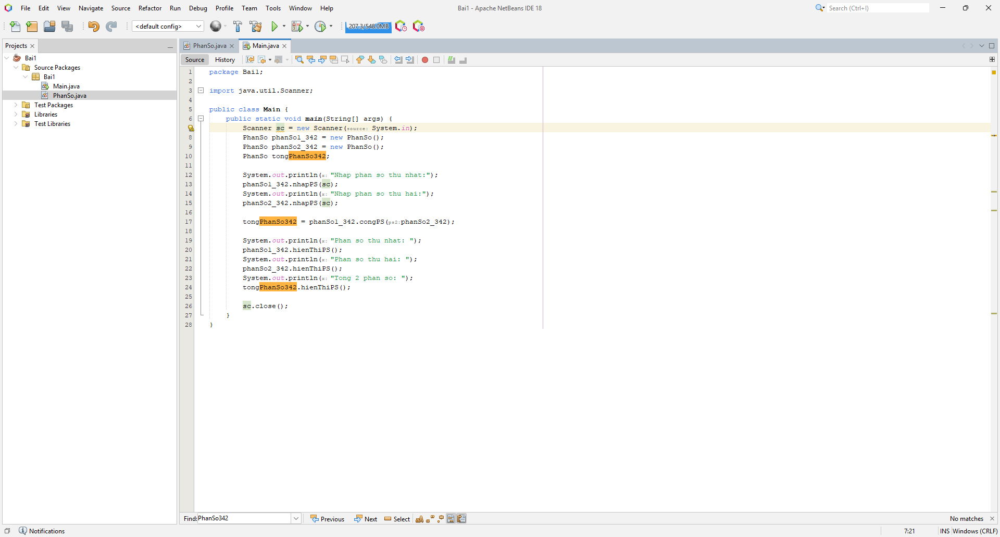 File Edit View Navigate Source Refactor Run Debug Profile Team Tools Window Help Bai1 - Apache NetBeans IDE 18 Search (Ctrl+I)
<default config> 207.3/548.0MB
Projects
Bai1
Source Packages
Bai1
Main.java
PhanSo.java
Test Packages
Libraries
Test Libraries
PhanSo.java Main.java
Source History
1 package Bai1;
2
3 import java.util.Scanner;
4
5 public class Main {
6 public static void main(String[] args) {
Scanner sc = new Scanner(source: System.in);
8 PhanSo phanSo1_342 = new PhanSo();
9 PhanSo phanSo2_342 = new PhanSo();
10 PhanSo tongPhanSo342;
11
12 System.out.println(x: "Nhap phan so thu nhat:");
13 phanSo1_342.nhapPS(sc);
14 System.out.println(x: "Nhap phan so thu hai:");
15 phanSo2_342.nhapPS(sc);
16
17 tongPhanSo342 = phanSo1_342.congPS(ps2:phanSo2_342);
18
19 System.out.println(x: "Phan so thu nhat: ");
20 phanSo1_342.hienThiPS();
21 System.out.println(x: "Phan so thu hai: ");
22 phanSo2_342.hienThiPS();
23 System.out.println(x: "Tong 2 phan so: ");
24 tongPhanSo342.hienThiPS();
25
26 sc.close();
27 }
28 }
Find: PhanSo342 Previous Next Select No matches
Notifications 7:21 INS Windows (CRLF)